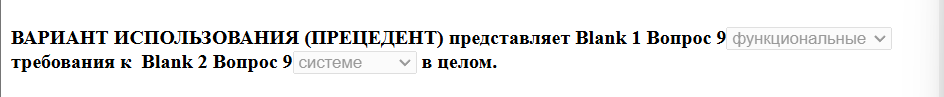 ВАРИАНТ ИСПОЛЬЗОВАНИЯ (ПРЕЦЕДЕНТ) представляет Blank 1 Вопрос 9 функциональные
требования к Blank 2 Вопрос 9 системе в целом.